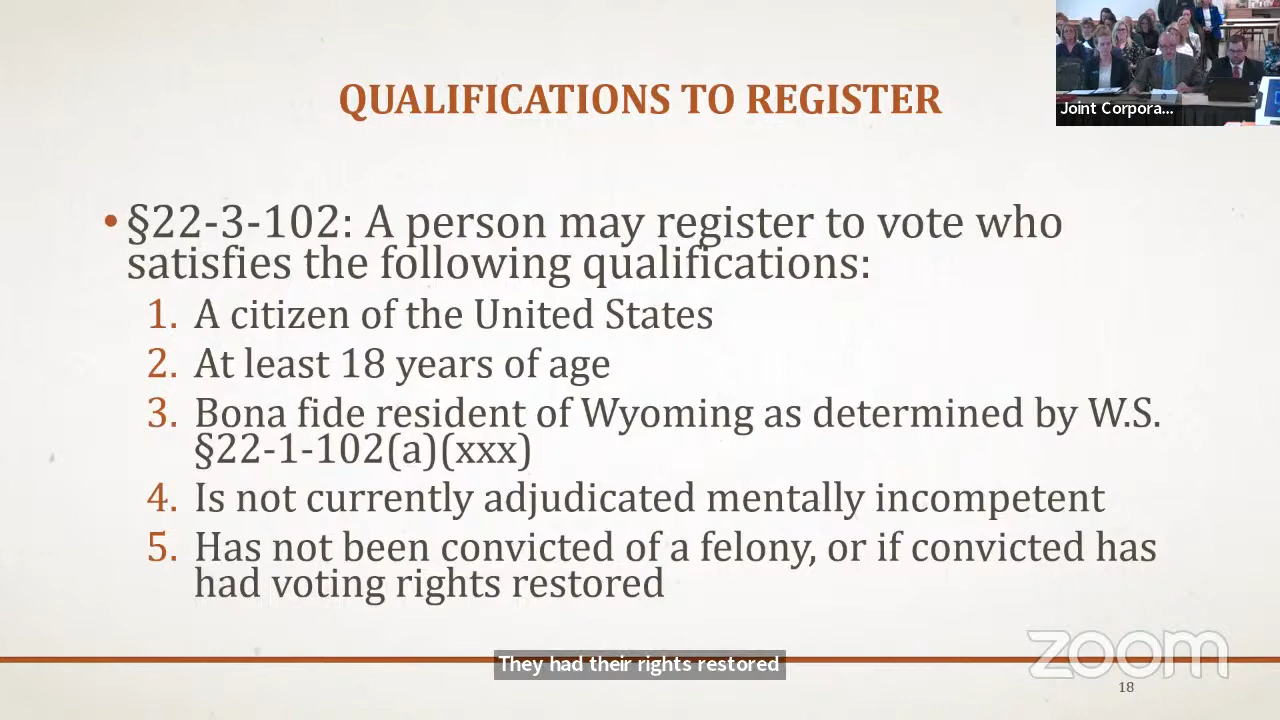 QUALIFICATIONS TO REGISTER
Joint Corpora...
• §22-3-102: A person may register to vote who
satisfies the following qualifications:
1. A citizen of the United States
2. At least 18 years of age
3. Bona fide resident of Wyoming as determined by W.S.
§22-1-102(a)(xxx)
4. Is not currently adjudicated mentally incompetent
5. Has not been convicted of a felony, or if convicted has
had voting rights restored
They had their rights restored
zoom
18